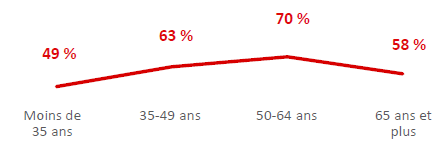 49 %
63 %
70 %
58 %
Moins de
35 ans
35-49 ans
50-64 ans
65 ans et
plus